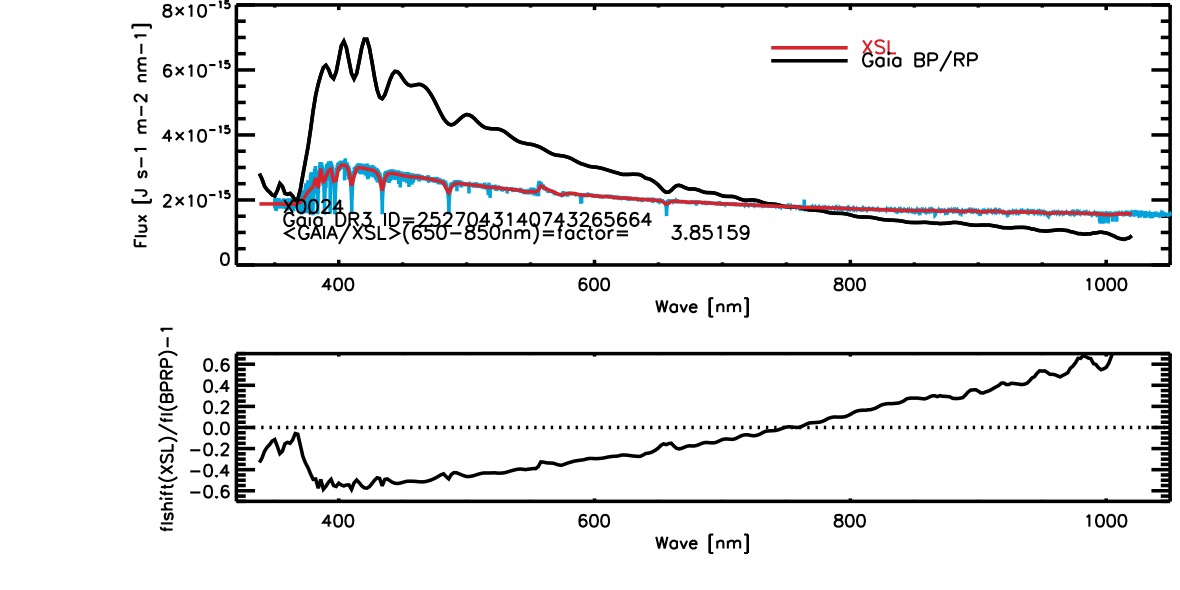 8×10−15
6×10−15
4×10−15
2×10−15
0
Flux [J s−1 m−2 nm−1]
XSL
Gaia BP/RP
X0024
Gaia DR3 ID=2527043140743265664
<GAIA/XSL>(650−850nm)=factor= 3.85159
400 600 800 1000
Wave [nm]
flshift(XSL)/fl(BPRP)−1
0.6
0.4
0.2
0.0
−0.2
−0.4
−0.6
400 600 800 1000
Wave [nm]